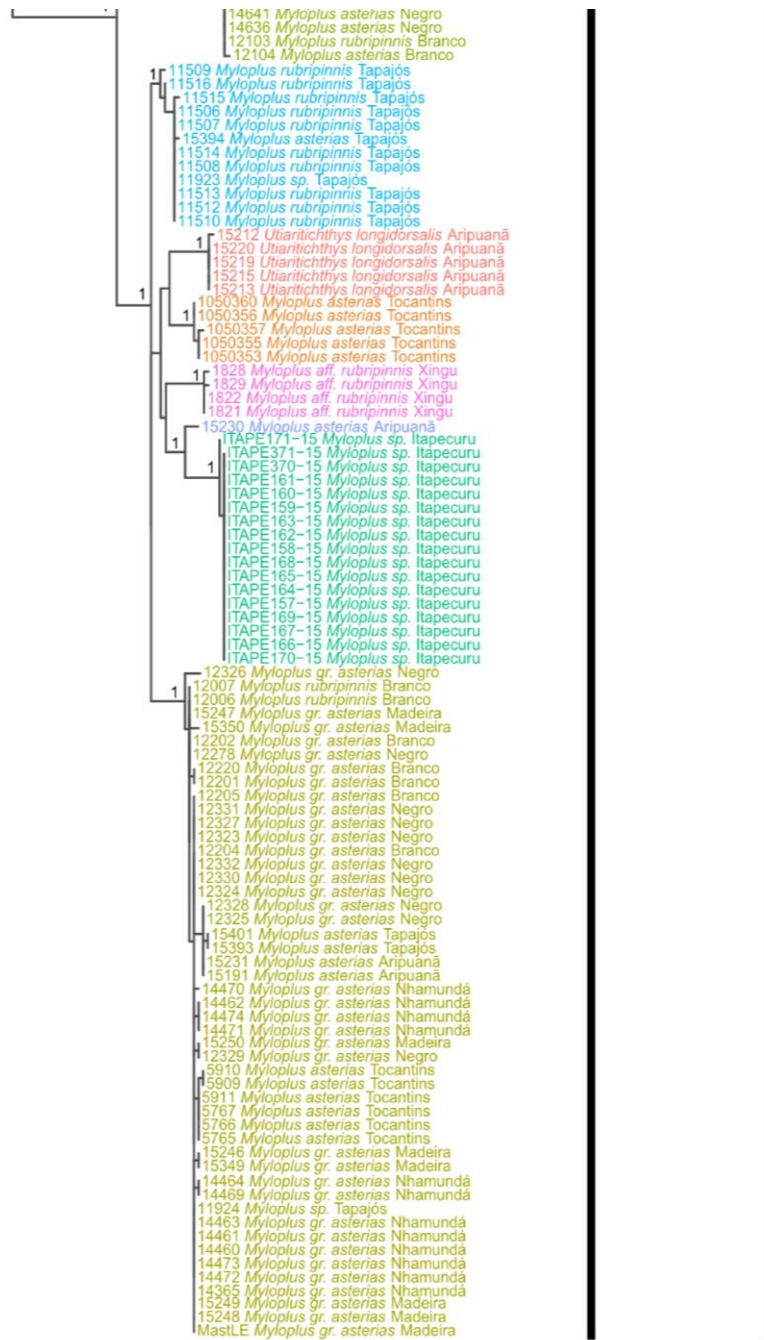 1
14641 Myloplus asterias Negro
14636 Myloplus asterias Negro
12103 Myloplus rubripinnis Branco
12104 Myloplus asterias Branco
1
11509 Myloplus rubripinnis Tapajós
11516 Myloplus rubripinnis Tapajós
11515 Myloplus rubripinnis Tapajós
11506 Myloplus rubripinnis Tapajós
11507 Myloplus rubripinnis Tapajós
15394 Myloplus asterias Tapajós
11514 Myloplus rubripinnis Tapajós
11508 Myloplus rubripinnis Tapajós
11923 Myloplus sp. Tapajós
11513 Myloplus rubripinnis Tapajós
11512 Myloplus rubripinnis Tapajós
11510 Myloplus rubripinnis Tapajós
1
15212 Utiaritichthys longidorsalis Aripuanã
15220 Utiaritichthys longidorsalis Aripuanã
15219 Utiaritichthys longidorsalis Aripuanã
15215 Utiaritichthys longidorsalis Aripuanã
15213 Utiaritichthys longidorsalis Aripuanã
1
1
1050360 Myloplus asterias Tocantins
1050356 Myloplus asterias Tocantins
1050357 Myloplus asterias Tocantins
1050355 Myloplus asterias Tocantins
1050353 Myloplus asterias Tocantins
1
1828 Myloplus aff. rubripinnis Xingu
1829 Myloplus aff. rubripinnis Xingu
1822 Myloplus aff. rubripinnis Xingu
1821 Myloplus aff. rubripinnis Xingu
15230 Myloplus asterias Aripuanã
1
1
ITAPE171−15 Myloplus sp. Itapecuru
ITAPE371−15 Myloplus sp. Itapecuru
ITAPE370−15 Myloplus sp. Itapecuru
ITAPE161−15 Myloplus sp. Itapecuru
ITAPE160−15 Myloplus sp. Itapecuru
ITAPE159−15 Myloplus sp. Itapecuru
ITAPE163−15 Myloplus sp. Itapecuru
ITAPE162−15 Myloplus sp. Itapecuru
ITAPE158−15 Myloplus sp. Itapecuru
ITAPE168−15 Myloplus sp. Itapecuru
ITAPE165−15 Myloplus sp. Itapecuru
ITAPE164−15 Myloplus sp. Itapecuru
ITAPE157−15 Myloplus sp. Itapecuru
ITAPE169−15 Myloplus sp. Itapecuru
ITAPE167−15 Myloplus sp. Itapecuru
ITAPE166−15 Myloplus sp. Itapecuru
ITAPE170−15 Myloplus sp. Itapecuru
1
12326 Myloplus gr. asterias Negro
12007 Myloplus rubripinnis Branco
12006 Myloplus rubripinnis Branco
15247 Myloplus gr. asterias Madeira
15350 Myloplus gr. asterias Madeira
12202 Myloplus gr. asterias Branco
12278 Myloplus gr. asterias Negro
12220 Myloplus gr. asterias Branco
12201 Myloplus gr. asterias Branco
12205 Myloplus gr. asterias Branco
12331 Myloplus gr. asterias Negro
12327 Myloplus gr. asterias Negro
12323 Myloplus gr. asterias Negro
12204 Myloplus gr. asterias Branco
12332 Myloplus gr. asterias Negro
12330 Myloplus gr. asterias Negro
12324 Myloplus gr. asterias Negro
12328 Myloplus gr. asterias Negro
12325 Myloplus gr. asterias Negro
15401 Myloplus asterias Tapajós
15393 Myloplus asterias Tapajós
15231 Myloplus asterias Aripuanã
15191 Myloplus asterias Aripuanã
14470 Myloplus gr. asterias Nhamundá
14462 Myloplus gr. asterias Nhamundá
14474 Myloplus gr. asterias Nhamundá
14471 Myloplus gr. asterias Nhamundá
15250 Myloplus gr. asterias Madeira
12329 Myloplus gr. asterias Negro
5910 Myloplus asterias Tocantins
5909 Myloplus asterias Tocantins
5911 Myloplus asterias Tocantins
5767 Myloplus asterias Tocantins
5766 Myloplus asterias Tocantins
5765 Myloplus asterias Tocantins
15246 Myloplus gr. asterias Madeira
15349 Myloplus gr. asterias Madeira
14464 Myloplus gr. asterias Nhamundá
14469 Myloplus gr. asterias Nhamundá
11924 Myloplus sp. Tapajós
14463 Myloplus gr. asterias Nhamundá
14461 Myloplus gr. asterias Nhamundá
14460 Myloplus gr. asterias Nhamundá
14473 Myloplus gr. asterias Nhamundá
14472 Myloplus gr. asterias Nhamundá
14365 Myloplus gr. asterias Nhamundá
15249 Myloplus gr. asterias Madeira
15248 Myloplus gr. asterias Madeira
MastLE Myloplus gr. asterias Madeira